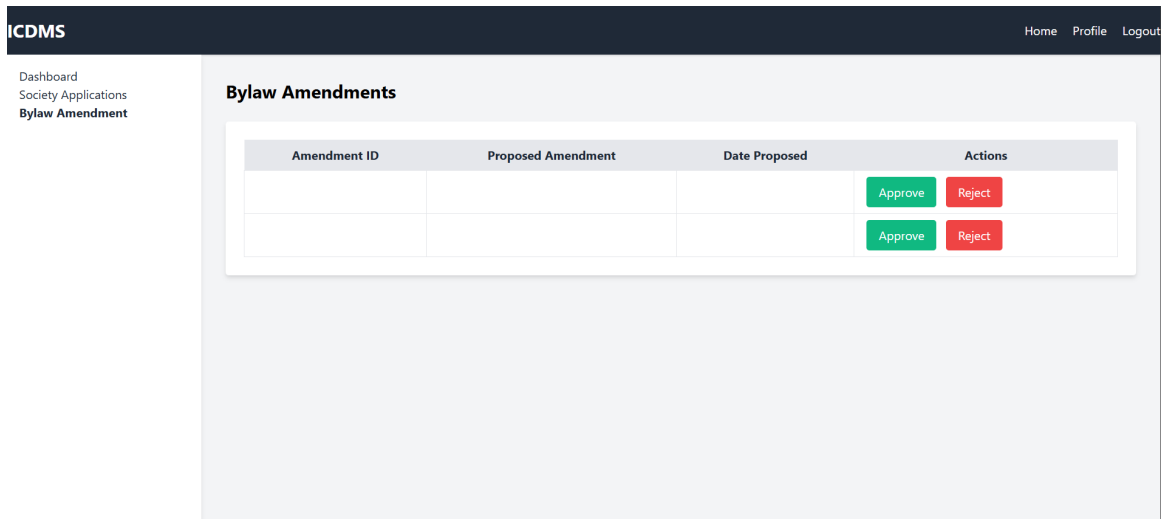 ICDMS
Home Profile Logout
Dashboard
Society Applications
Bylaw Amendment
Bylaw Amendments
Amendment ID Proposed Amendment Date Proposed Actions
Approve Reject
Approve Reject